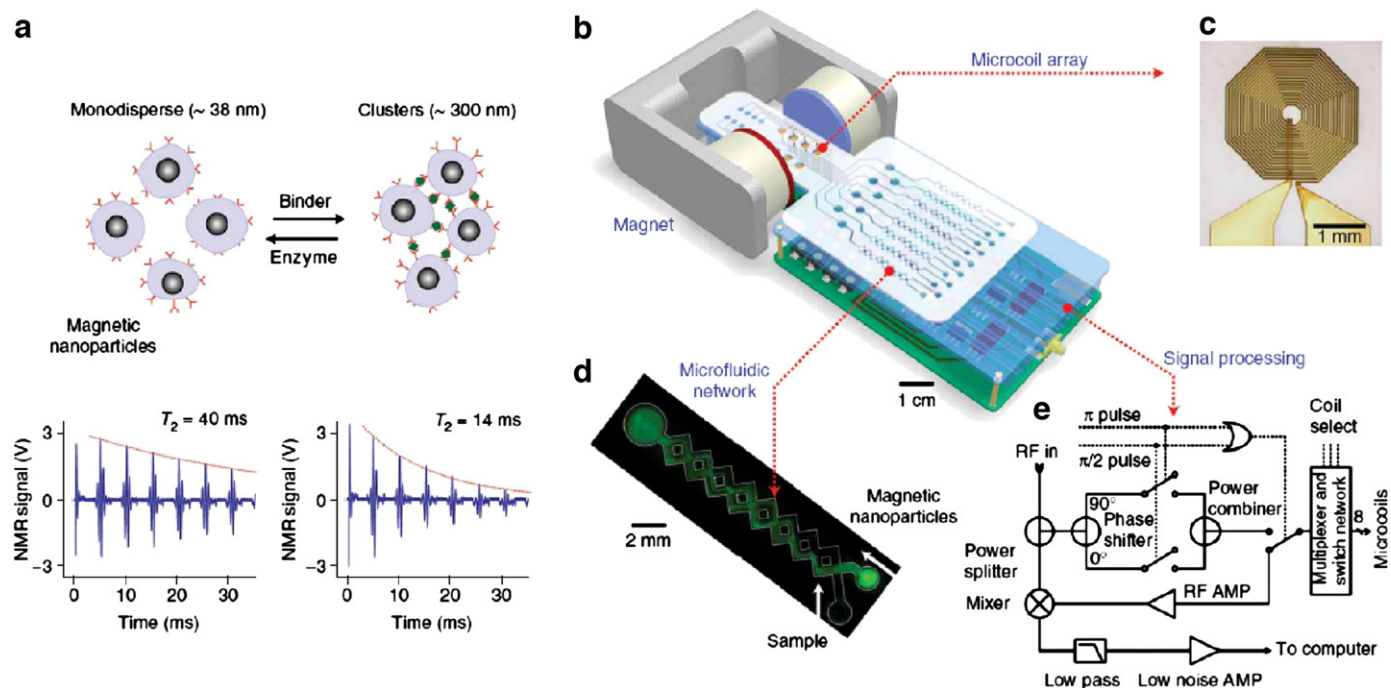 a
Monodisperse (~ 38 nm)
Clusters (~ 300 nm)
Binder
Enzyme
Magnetic
nanoparticles
T2 = 40 ms
NMR signal (V)
3
0
−3
0 10 20 30
Time (ms)
T2 = 14 ms
NMR signal (V)
3
0
−3
0 10 20 30
Time (ms)
b
Microcoil array
Magnet
Microfluidic
network
1 cm
Signal processing
c
1 mm
d
2 mm
Magnetic
nanoparticles
Sample
e
π pulse
π/2 pulse
RF in
Coil
select
90°
Phase
shifter
0°
Power
combiner
Power
splitter
Multiplexer and
switch network
8
Microcoils
Mixer
RF AMP
To computer
Low pass
Low noise AMP